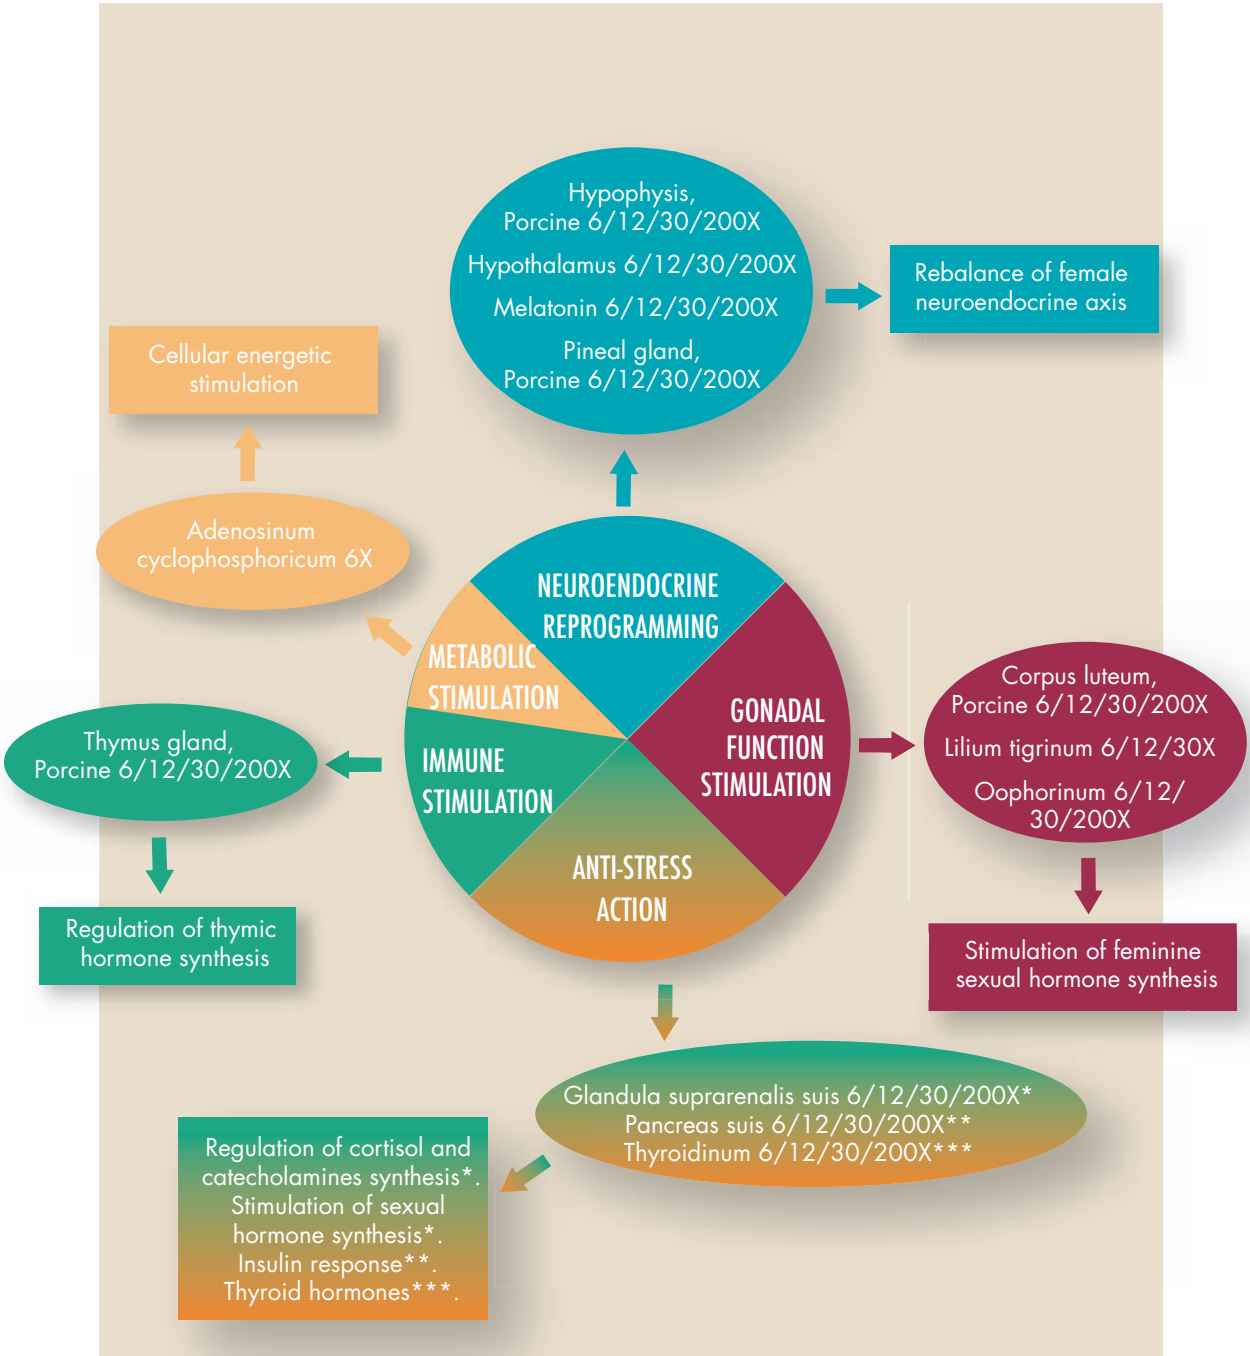 Hypophysis,
Porcine 6/12/30/200X
Hypothalamus 6/12/30/200X
Melatonin 6/12/30/200X
Pineal gland,
Porcine 6/12/30/200X
Rebalance of female
neuroendocrine axis
Cellular energetic
stimulation
Adenosinum
cyclophosphoricum 6X
NEUROENDOCRINE
REPROGRAMMING
METABOLIC
STIMULATION
GONADAL
FUNCTION
STIMULATION
IMMUNE
STIMULATION
ANTI-STRESS
ACTION
Corpus luteum,
Porcine 6/12/30/200X
Lilium tigrinum 6/12/30X
Oophorinum 6/12/
30/200X
Thymus gland,
Porcine 6/12/30/200X
Regulation of thymic
hormone synthesis
Stimulation of feminine
sexual hormone synthesis
Glandula suprarenalis suis 6/12/30/200X*
Pancreas suis 6/12/30/200X**
Thyroidinum 6/12/30/200X***
Regulation of cortisol and
catecholamines synthesis*.
Stimulation of sexual
hormone synthesis*.
Insulin response**.
Thyroid hormones***.